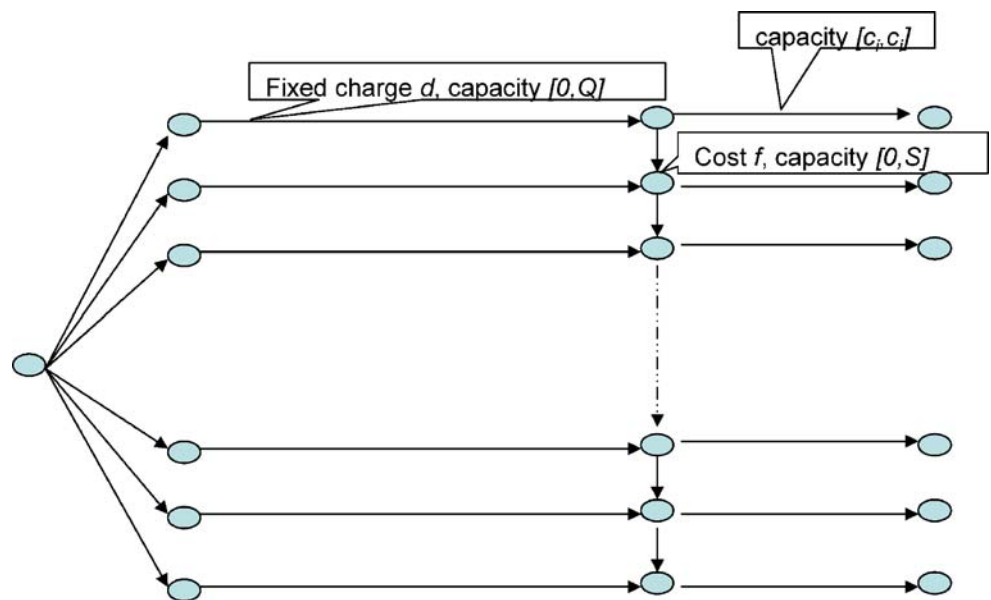 capacity [c_i,c_i]
Fixed charge d, capacity [0,Q]
Cost f, capacity [0,S]